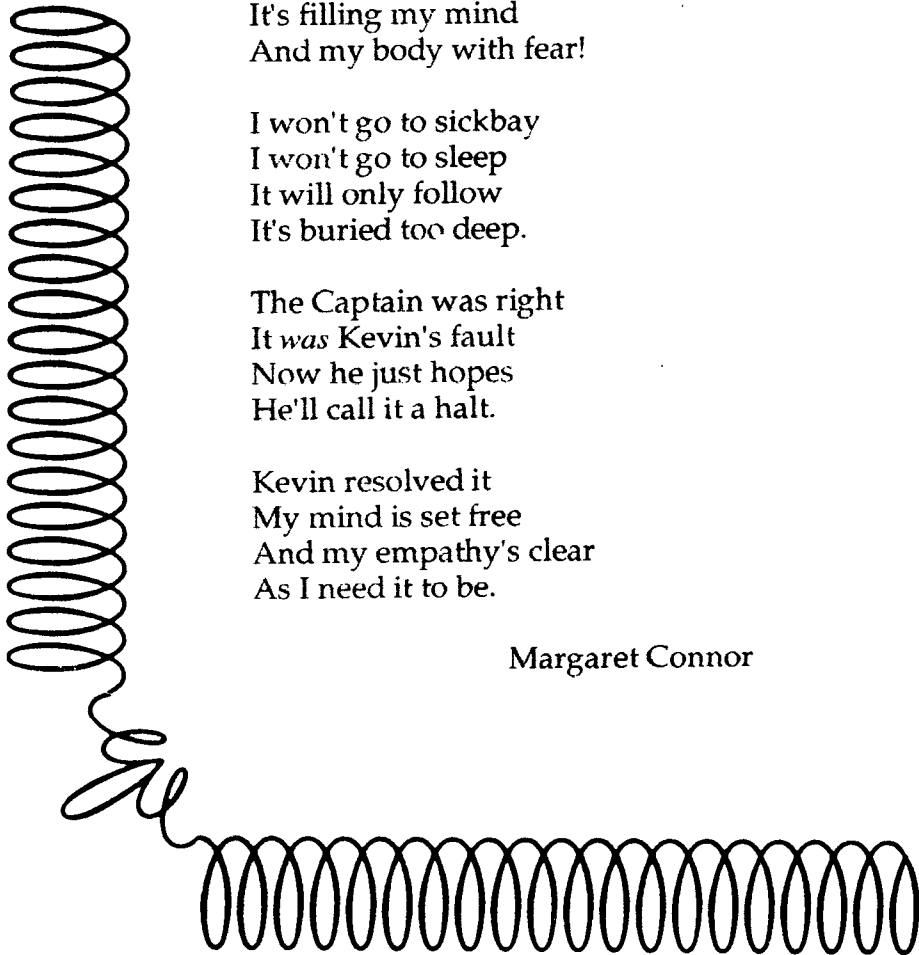 It's filling my mind
And my body with fear!

I won't go to sickbay
I won't go to sleep
It will only follow
It's buried too deep.

The Captain was right
It was Kevin's fault
Now he just hopes
He'll call it a halt.

Kevin resolved it
My mind is set free
And my empathy's clear
As I need it to be.

Margaret Connor